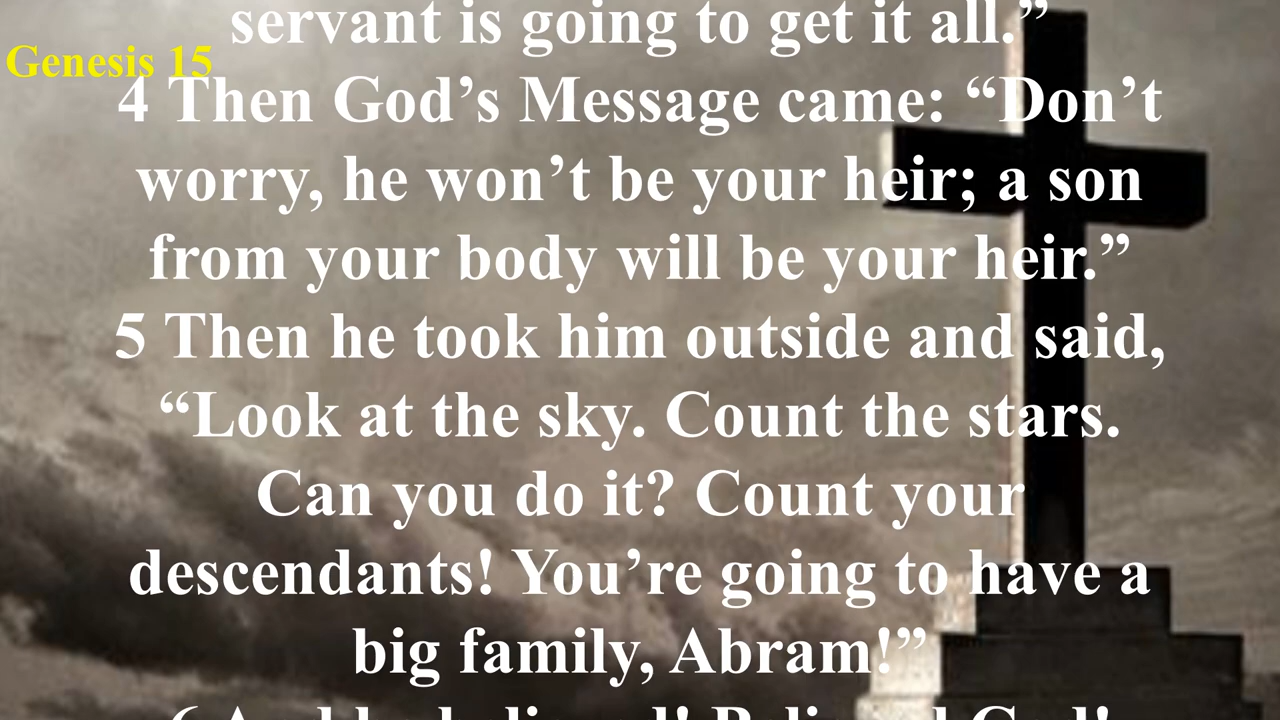 servant is going to get it all.”
Genesis 15
4 Then God’s Message came: “Don’t
worry, he won’t be your heir; a son
from your body will be your heir.”
5 Then he took him outside and said,
“Look at the sky. Count the stars.
Can you do it? Count your
descendants! You’re going to have a
big family, Abram!”